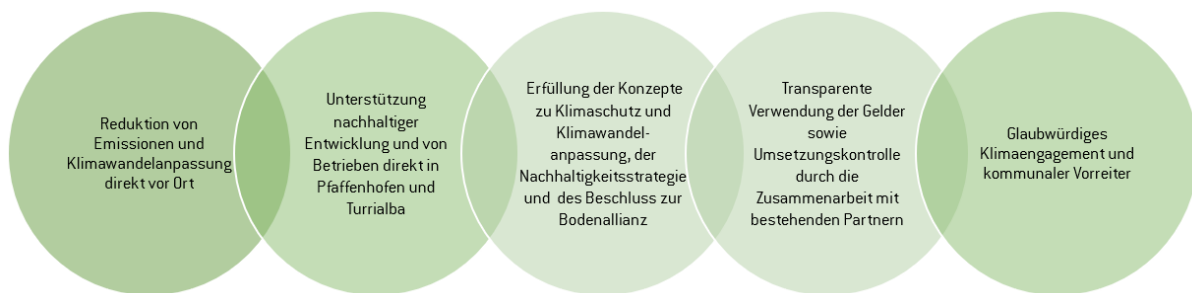 Reduktion von
Emissionen und
Klimawandelanpassung
direkt vor Ort
Unterstützung
nachhaltiger
Entwicklung und von
Betrieben direkt in
Pfaffenhofen und
Turrialba
Erfüllung der Konzepte
zu Klimaschutz und
Klimawandel-
anpassung, der
Nachhaltigkeitsstrategie
und des Beschluss zur
Bodenallianz
Transparente
Verwendung der Gelder
sowie
Umsetzungskontrolle
durch die
Zusammenarbeit mit
bestehenden Partnern
Glaubwürdiges
Klimaengagement und
kommunaler Vorreiter